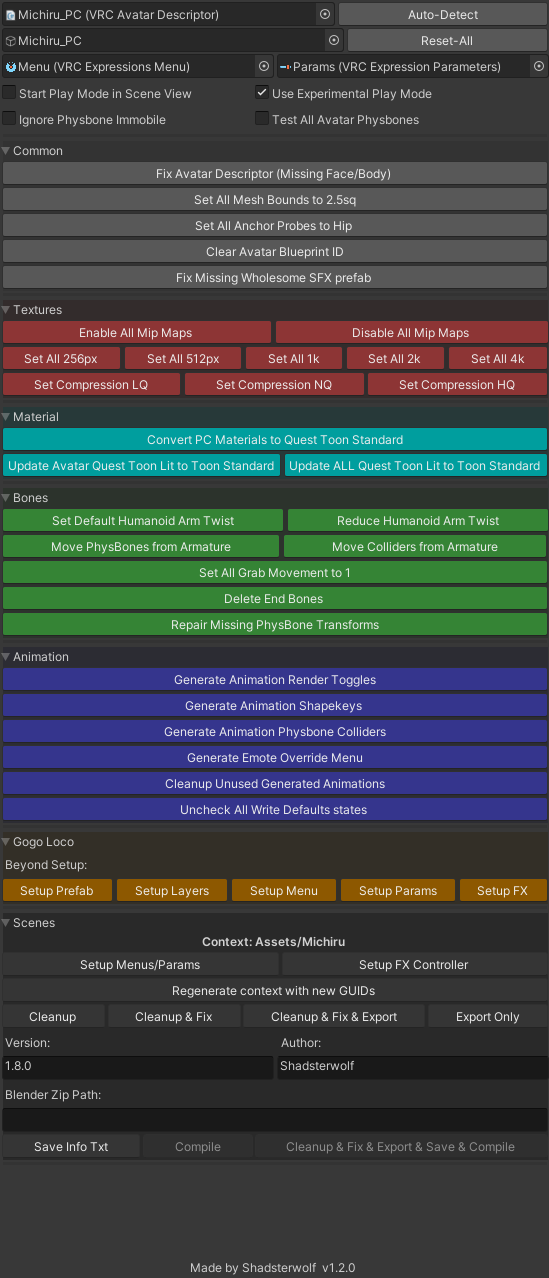 Michiru_PC (VRC Avatar Descriptor) Auto-Detect
Michiru_PC Reset-All
Menu (VRC Expressions Menu) Params (VRC Expression Parameters)
Start Play Mode in Scene View Use Experimental Play Mode
Ignore Physbone Immobile Test All Avatar Physbones
Common
Fix Avatar Descriptor (Missing Face/Body)
Set All Mesh Bounds to 2.5sq
Set All Anchor Probes to Hip
Clear Avatar Blueprint ID
Fix Missing Wholesome SFX prefab
Textures
Enable All Mip Maps Disable All Mip Maps
Set All 256px Set All 512px Set All 1k Set All 2k Set All 4k
Set Compression LQ Set Compression NQ Set Compression HQ
Material
Convert PC Materials to Quest Toon Standard
Update Avatar Quest Toon Lit to Toon Standard Update ALL Quest Toon Lit to Toon Standard
Bones
Set Default Humanoid Arm Twist Reduce Humanoid Arm Twist
Move PhysBones from Armature Move Colliders from Armature
Set All Grab Movement to 1
Delete End Bones
Repair Missing PhysBone Transforms
Animation
Generate Animation Render Toggles
Generate Animation Shapekeys
Generate Animation Physbone Colliders
Generate Emote Override Menu
Cleanup Unused Generated Animations
Uncheck All Write Defaults states
Gogo Loco
Beyond Setup:
Setup Prefab Setup Layers Setup Menu Setup Params Setup FX
Scenes
Context: Assets/Michiru
Setup Menus/Params Setup FX Controller
Regenerate context with new GUIDs
Cleanup Cleanup & Fix Cleanup & Fix & Export Export Only
Version: Author:
1.8.0 Shadsterwolf
Blender Zip Path:
Save Info Txt Compile Cleanup & Fix & Export & Save & Compile
Made by Shadsterwolf v1.2.0